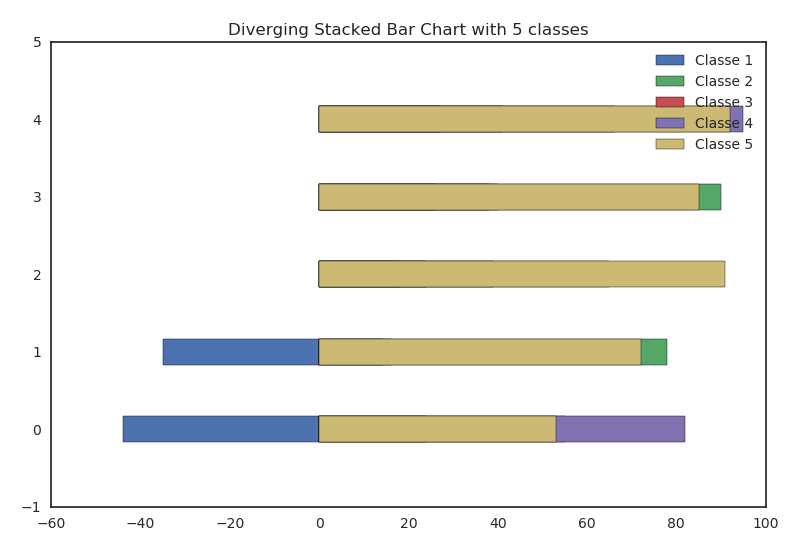 Diverging Stacked Bar Chart with 5 classes
5
Classe 1
Classe 2
Classe 3
4
Classe 4
Classe 5
3
2
1
0
−1
−60 −40 −20 0 20 40 60 80 100